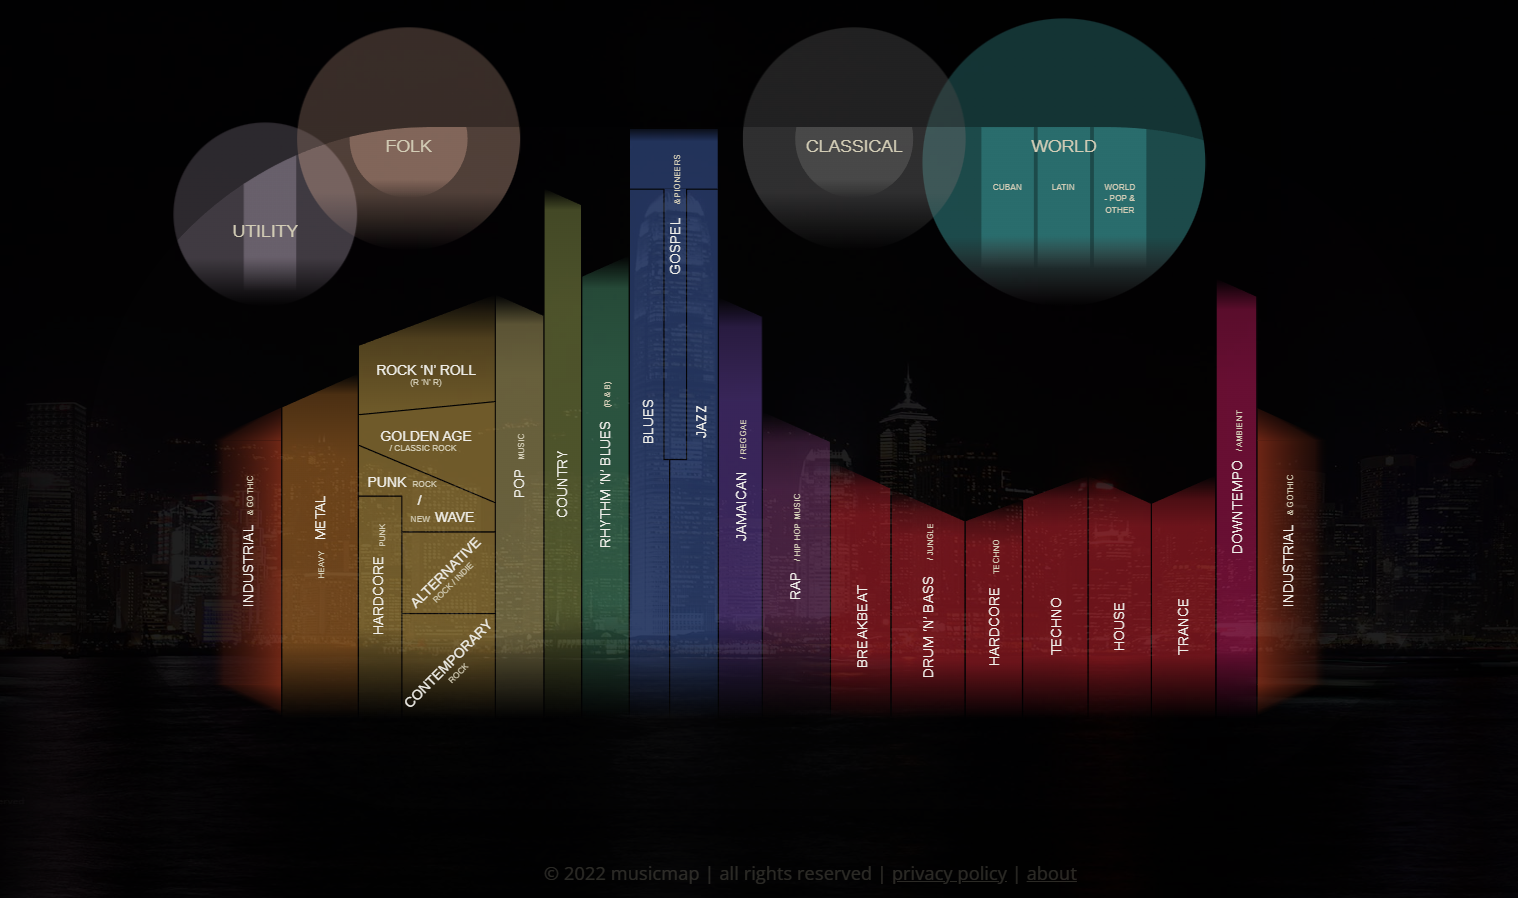 FOLK
CLASSICAL
WORLD
CUBAN
LATIN
WORLD
- POP &
OTHER
UTILITY
INDUSTRIAL & GOTHIC
HEAVY METAL
ROCK 'N' ROLL
(R 'N' R)
GOLDEN AGE
/ CLASSIC ROCK
PUNK ROCK
/
NEW WAVE
HARDCORE PUNK
ALTERNATIVE
ROCK / INDIE
CONTEMPORARY
ROCK
POP MUSIC
COUNTRY
RHYTHM 'N' BLUES (R & B)
BLUES
GOSPEL & PIONEERS
JAZZ
JAMAICAN / REGGAE
RAP / HIP HOP MUSIC
BREAKBEAT
DRUM 'N' BASS / JUNGLE
HARDCORE TECHNO
TECHNO
HOUSE
TRANCE
DOWNTEMPO / AMBIENT
INDUSTRIAL & GOTHIC
© 2022 musicmap | all rights reserved | privacy policy | about